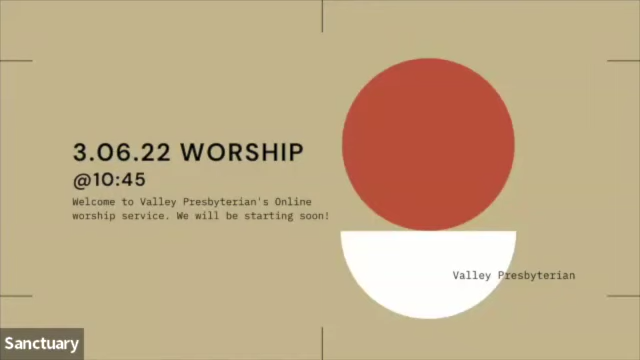 3.06.22 WORSHIP
@10:45
Welcome to Valley Presbyterian's Online
worship service. We will be starting soon!
Valley Presbyterian
Sanctuary